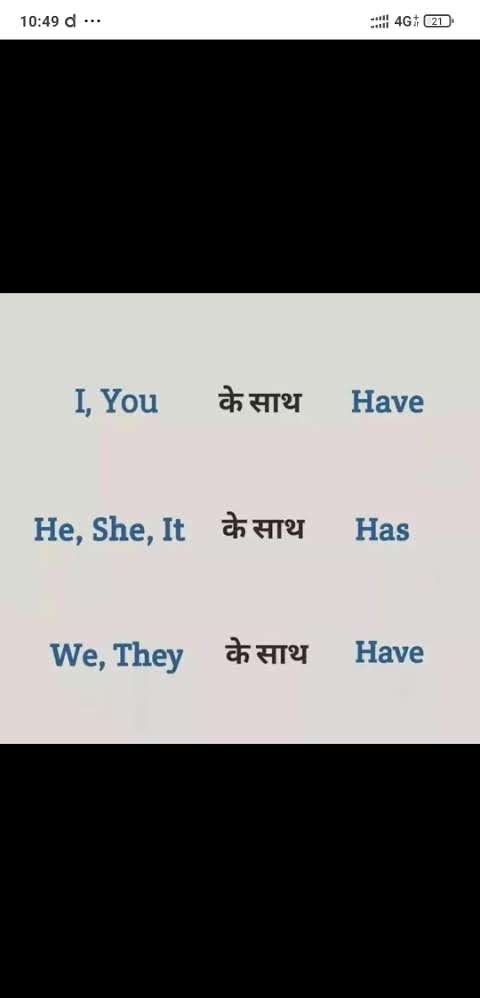 10:49 d ...
4G+ 21
I, You के साथ Have
He, She, It के साथ Has
We, They के साथ Have